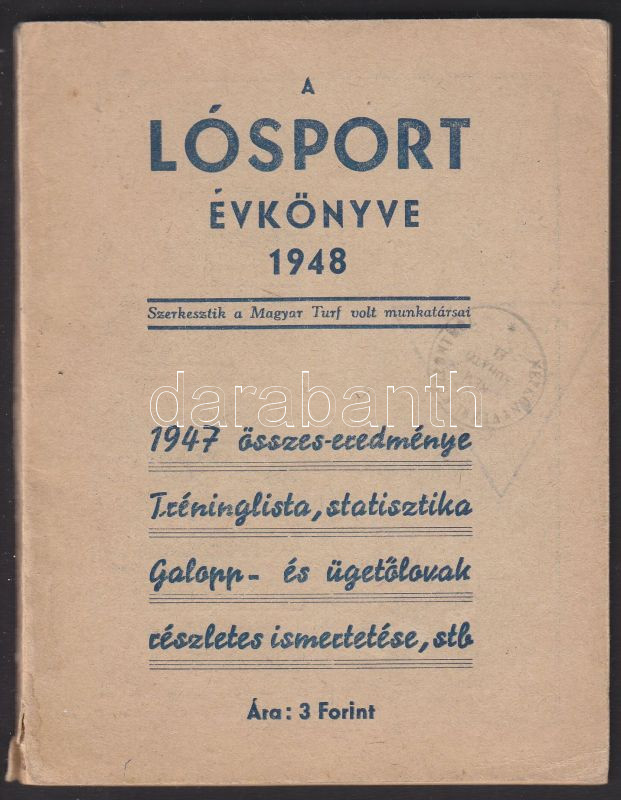 A
LÓSPORT
ÉVKÖNYVE
1948
Szerkesztik a Magyar Turf volt munkatársai
darabanth
1947 összes-eredménye
Tréninglista, statisztika
Galopp- és ügetőlovak
részletes ismertetése, stb
Ára: 3 Forint